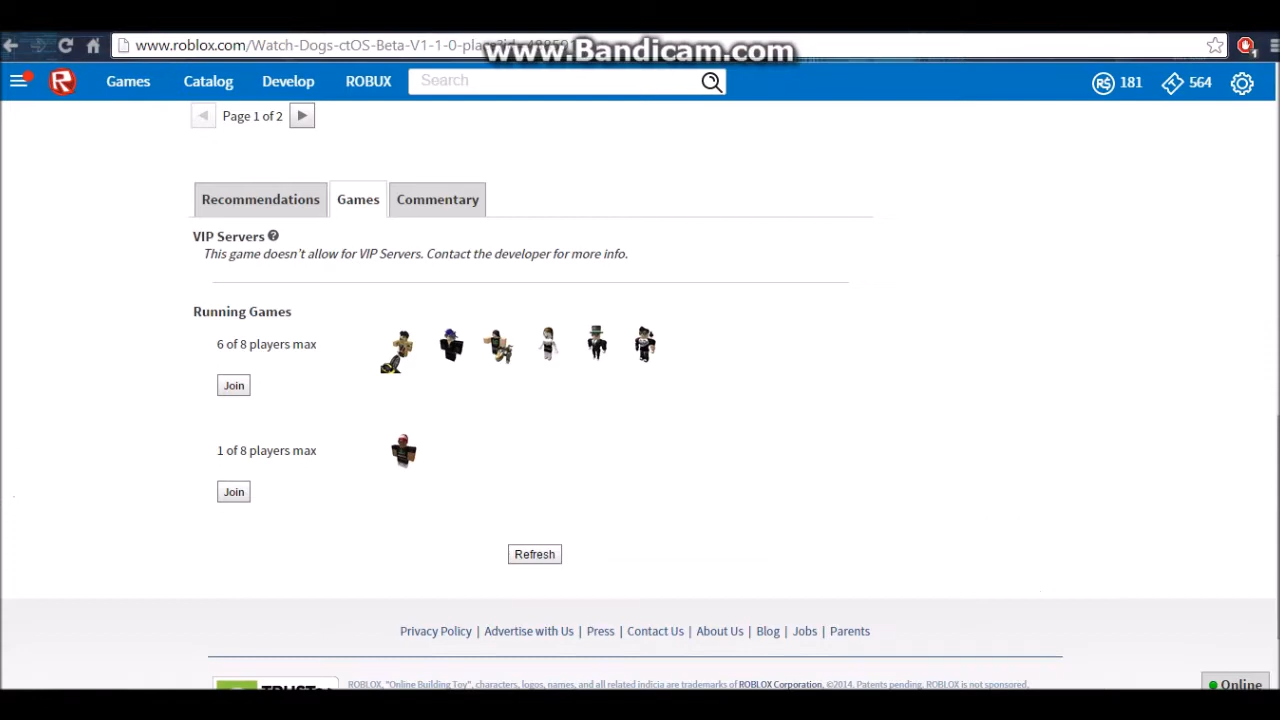 www.Bandicam.com
www.roblox.com/Watch-Dogs-ctOS-Beta-V1-1-0-pla
Games Catalog Develop ROBUX Search 181 564
Page 1 of 2
Recommendations Games Commentary
VIP Servers
This game doesn't allow for VIP Servers. Contact the developer for more info.
Running Games
6 of 8 players max
Join
1 of 8 players max
Join
Refresh
Privacy Policy | Advertise with Us | Press | Contact Us | About Us | Blog | Jobs | Parents
ROBLOX, "Online Building Toy", characters, logos, names, and all related indicia are trademarks of ROBLOX Corporation, ©2014. Patents pending. ROBLOX is not sponsored,
Online